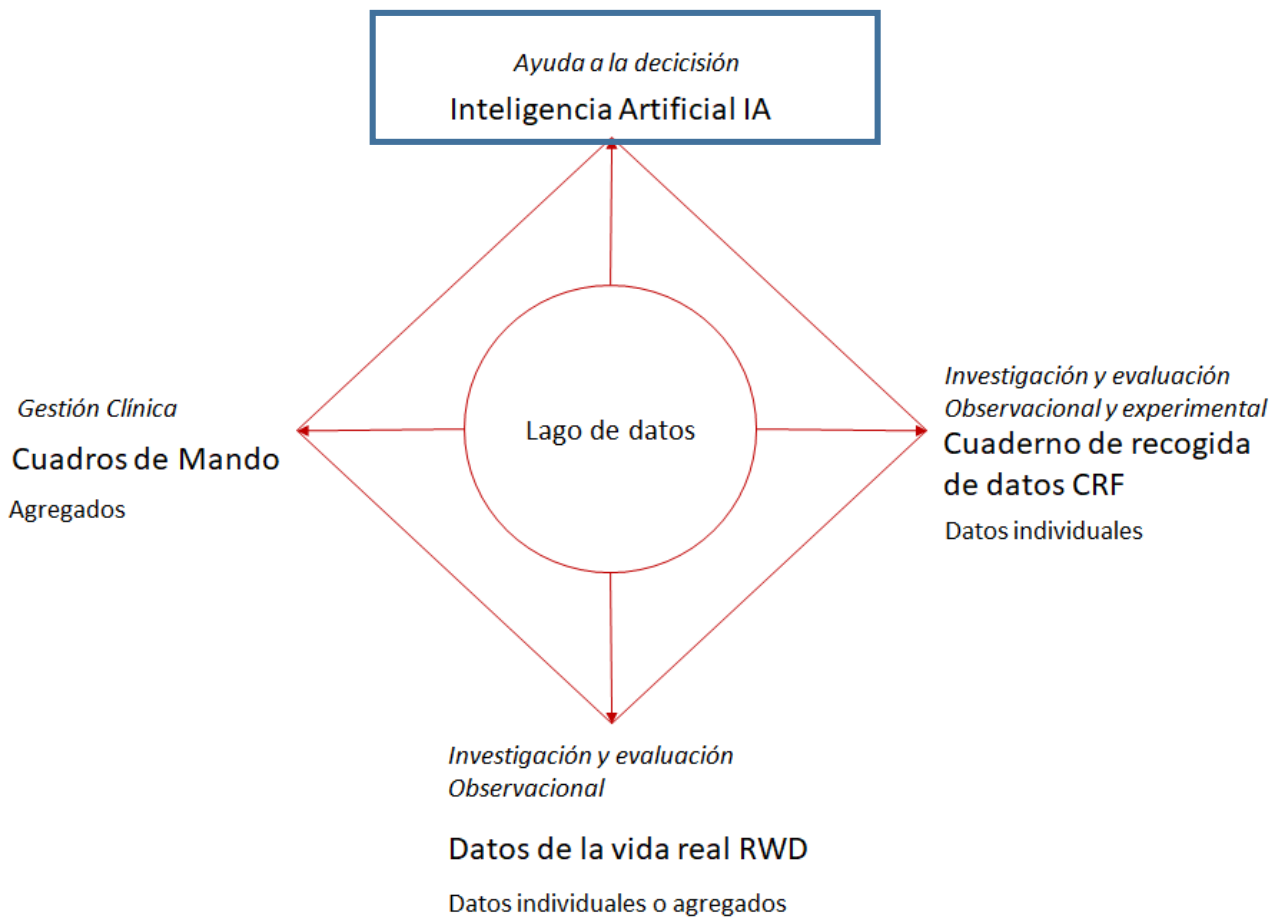 Ayuda a la decicisión
Inteligencia Artificial IA
Gestión Clínica
Cuadros de Mando
Agregados
Lago de datos
Investigación y evaluación
Observacional y experimental
Cuaderno de recogida
de datos CRF
Datos individuales
Investigación y evaluación
Observacional
Datos de la vida real RWD
Datos individuales o agregados